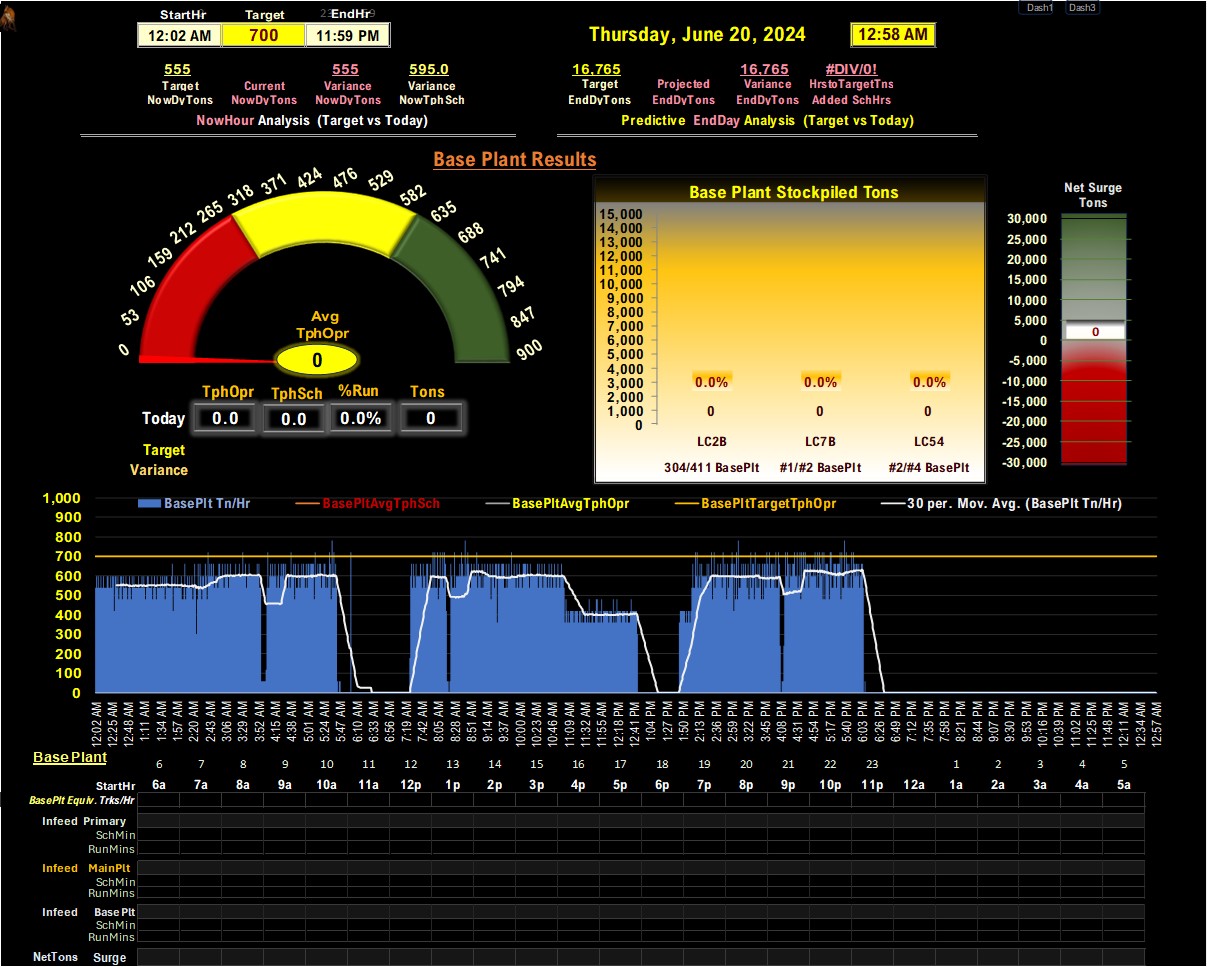 Dash1 Dash3
StartHr Target EndHr
12:02 AM 700 11:59 PM
Thursday, June 20, 2024 12:58 AM
555 555 595.0
Target Current Variance Variance
NowDyTons NowDyTons NowDyTons NowTphSch
NowHour Analysis (Target vs Today)
16,765 16,765 #DIV/0!
Target Projected Variance HrstoTargetTns
EndDyTons EndDyTons EndDyTons Added SchHrs
Predictive EndDay Analysis (Target vs Today)
Base Plant Results
0 53 106 159 212 265 318 371 424 476 529 582 635 688 741 794 847 900
Avg
TphOpr
0
TphOpr TphSch %Run Tons
Today 0.0 0.0 0.0% 0
Target
Variance
Base Plant Stockpiled Tons
15,000
14,000
13,000
12,000
11,000
10,000
9,000
8,000
7,000
6,000
5,000
4,000
3,000
2,000
1,000
0
0.0% 0.0% 0.0%
0 0 0
LC2B LC7B LC54
304/411 BasePlt #1/#2 BasePlt #2/#4 BasePlt
Net Surge
Tons
30,000
25,000
20,000
15,000
10,000
5,000
0
-5,000
-10,000
-15,000
-20,000
-25,000
-30,000
0
BasePlt Tn/Hr BasePltAvgTphSch BasePltAvgTphOpr BasePltTargetTphOpr 30 per. Mov. Avg. (BasePlt Tn/Hr)
1,000
900
800
700
600
500
400
300
200
100
0
12:02 AM 12:25 AM 12:48 AM 1:11 AM 1:34 AM 1:57 AM 2:20 AM 2:43 AM 3:06 AM 3:29 AM 3:52 AM 4:15 AM 4:38 AM 5:01 AM 5:24 AM 5:47 AM 6:10 AM 6:33 AM 6:56 AM 7:19 AM 7:42 AM 8:05 AM 8:28 AM 8:51 AM 9:14 AM 9:37 AM 10:00 AM 10:23 AM 10:46 AM 11:09 AM 11:32 AM 11:55 AM 12:18 PM 12:41 PM 1:04 PM 1:27 PM 1:50 PM 2:13 PM 2:36 PM 2:59 PM 3:22 PM 3:45 PM 4:08 PM 4:31 PM 4:54 PM 5:17 PM 5:40 PM 6:03 PM 6:26 PM 6:49 PM 7:12 PM 7:35 PM 7:58 PM 8:21 PM 8:44 PM 9:07 PM 9:30 PM 9:53 PM 10:16 PM 10:39 PM 11:02 PM 11:25 PM 11:48 PM 12:11 AM 12:34 AM 12:57 AM
Base Plant
6 7 8 9 10 11 12 13 14 15 16 17 18 19 20 21 22 23 1 2 3 4 5
StartHr 6a 7a 8a 9a 10a 11a 12p 1p 2p 3p 4p 5p 6p 7p 8p 9p 10p 11p 12a 1a 2a 3a 4a 5a
BasePlt Equiv. Trks/Hr
Infeed Primary
SchMin
RunMins
Infeed MainPlt
SchMin
RunMins
Infeed Base Plt
SchMin
RunMins
NetTons Surge